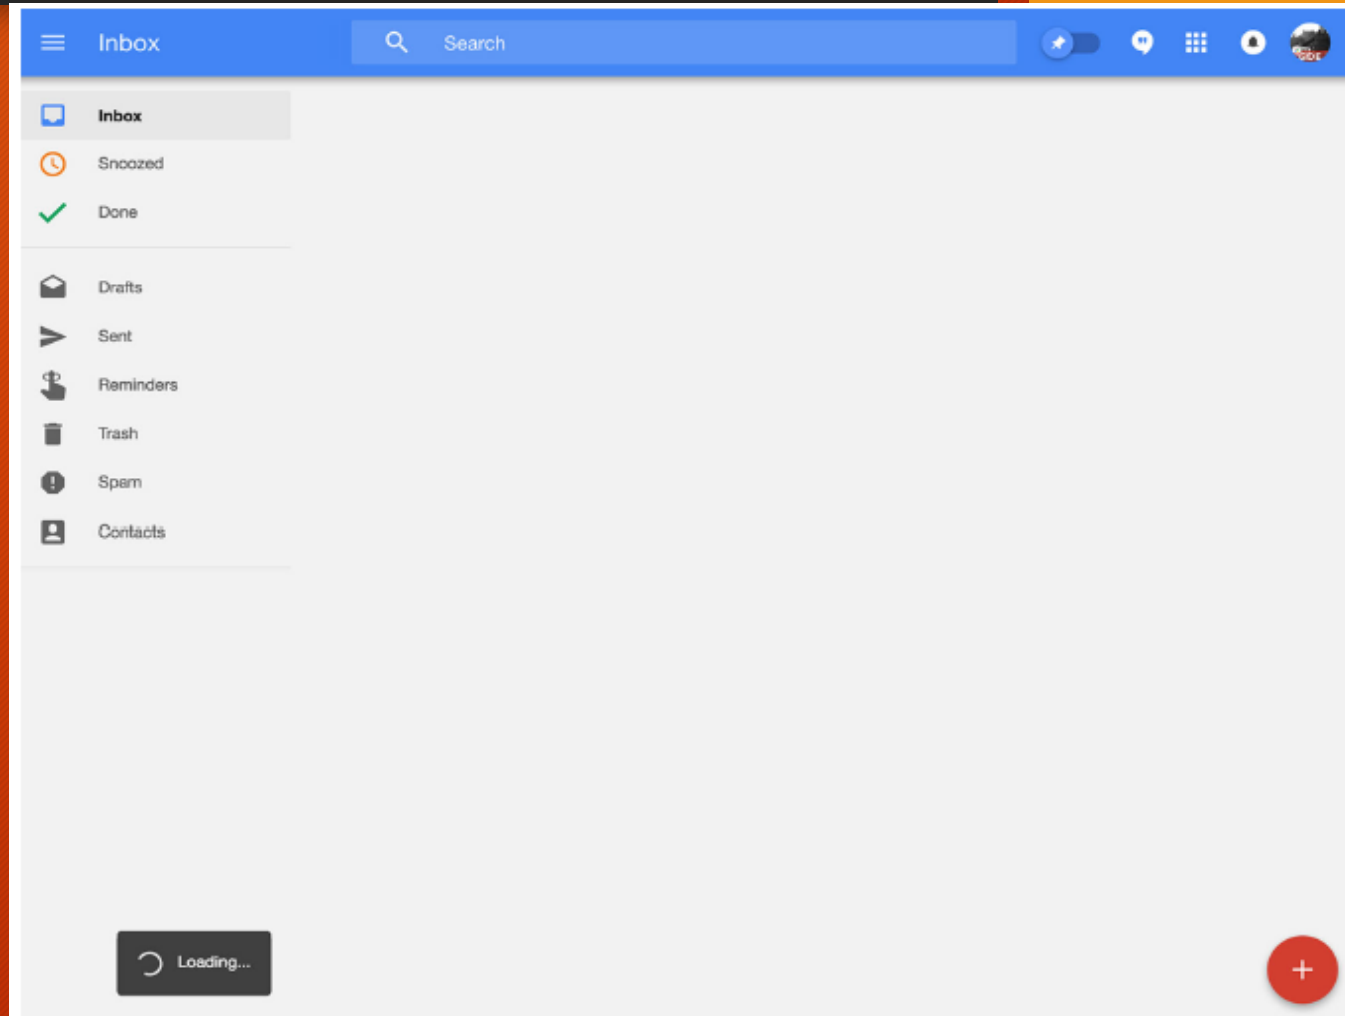 Inbox
Search
Inbox
Snoozed
Done
Drafts
Sent
Reminders
Trash
Spam
Contacts
Loading...